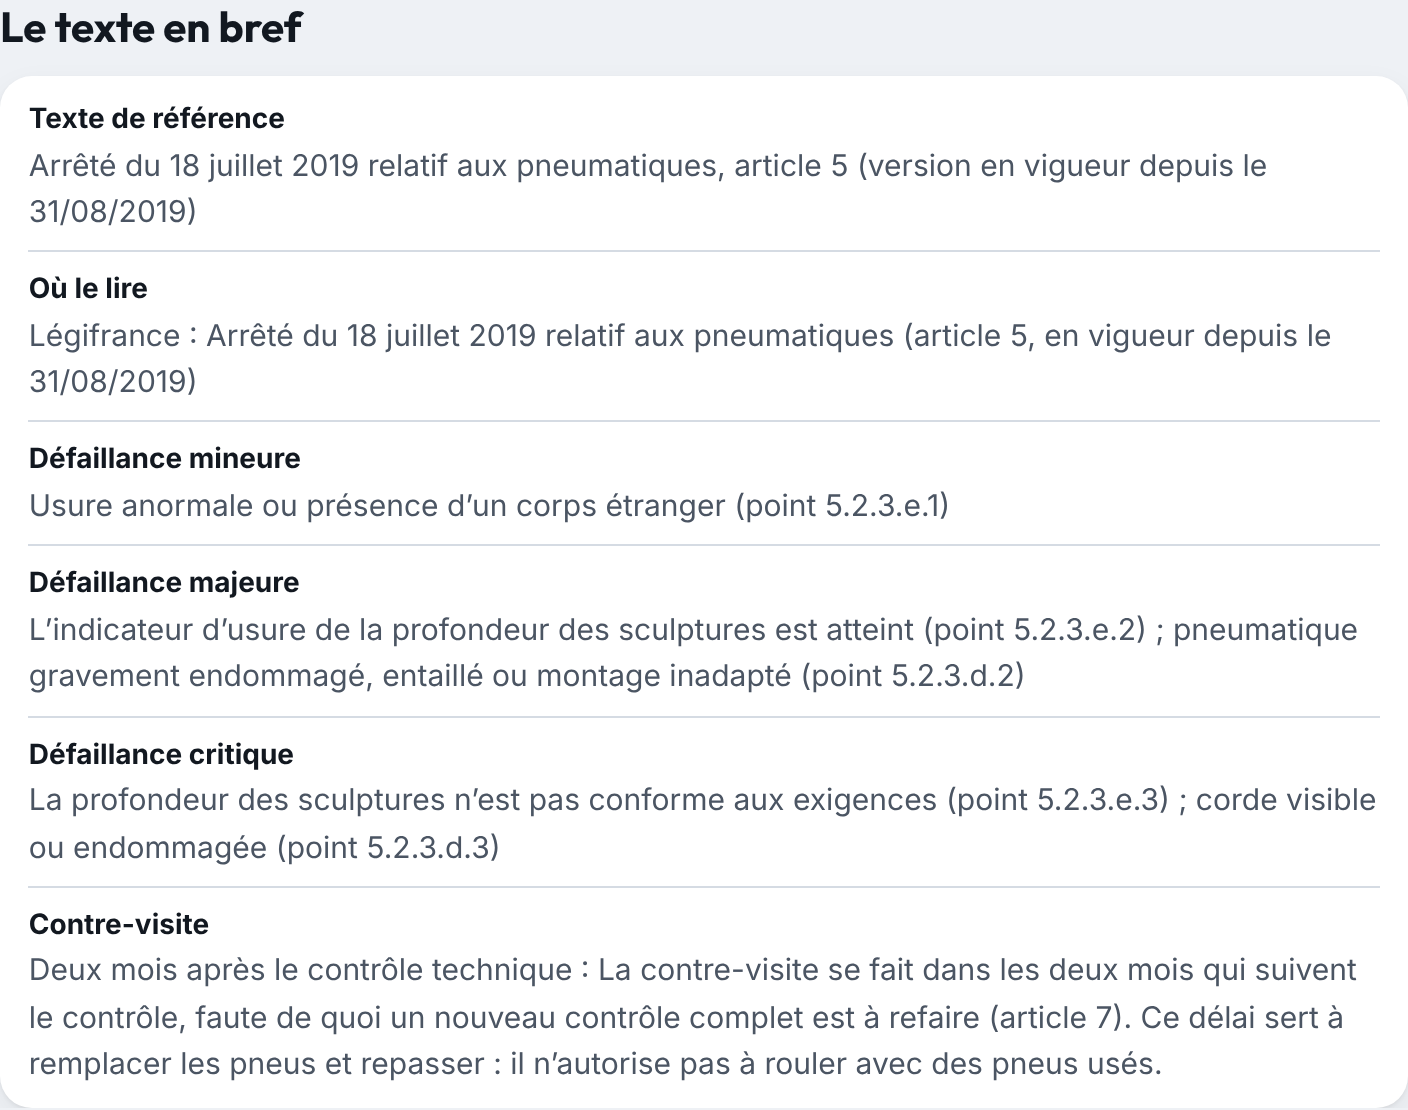 Le texte en bref
Texte de référence
Arrêté du 18 juillet 2019 relatif aux pneumatiques, article 5 (version en vigueur depuis le
31/08/2019)
Où le lire
Légifrance : Arrêté du 18 juillet 2019 relatif aux pneumatiques (article 5, en vigueur depuis le
31/08/2019)
Défaillance mineure
Usure anormale ou présence d’un corps étranger (point 5.2.3.e.1)
Défaillance majeure
L’indicateur d’usure de la profondeur des sculptures est atteint (point 5.2.3.e.2) ; pneumatique
gravement endommagé, entaillé ou montage inadapté (point 5.2.3.d.2)
Défaillance critique
La profondeur des sculptures n’est pas conforme aux exigences (point 5.2.3.e.3) ; corde visible
ou endommagée (point 5.2.3.d.3)
Contre-visite
Deux mois après le contrôle technique : La contre-visite se fait dans les deux mois qui suivent
le contrôle, faute de quoi un nouveau contrôle complet est à refaire (article 7). Ce délai sert à
remplacer les pneus et repasser : il n’autorise pas à rouler avec des pneus usés.